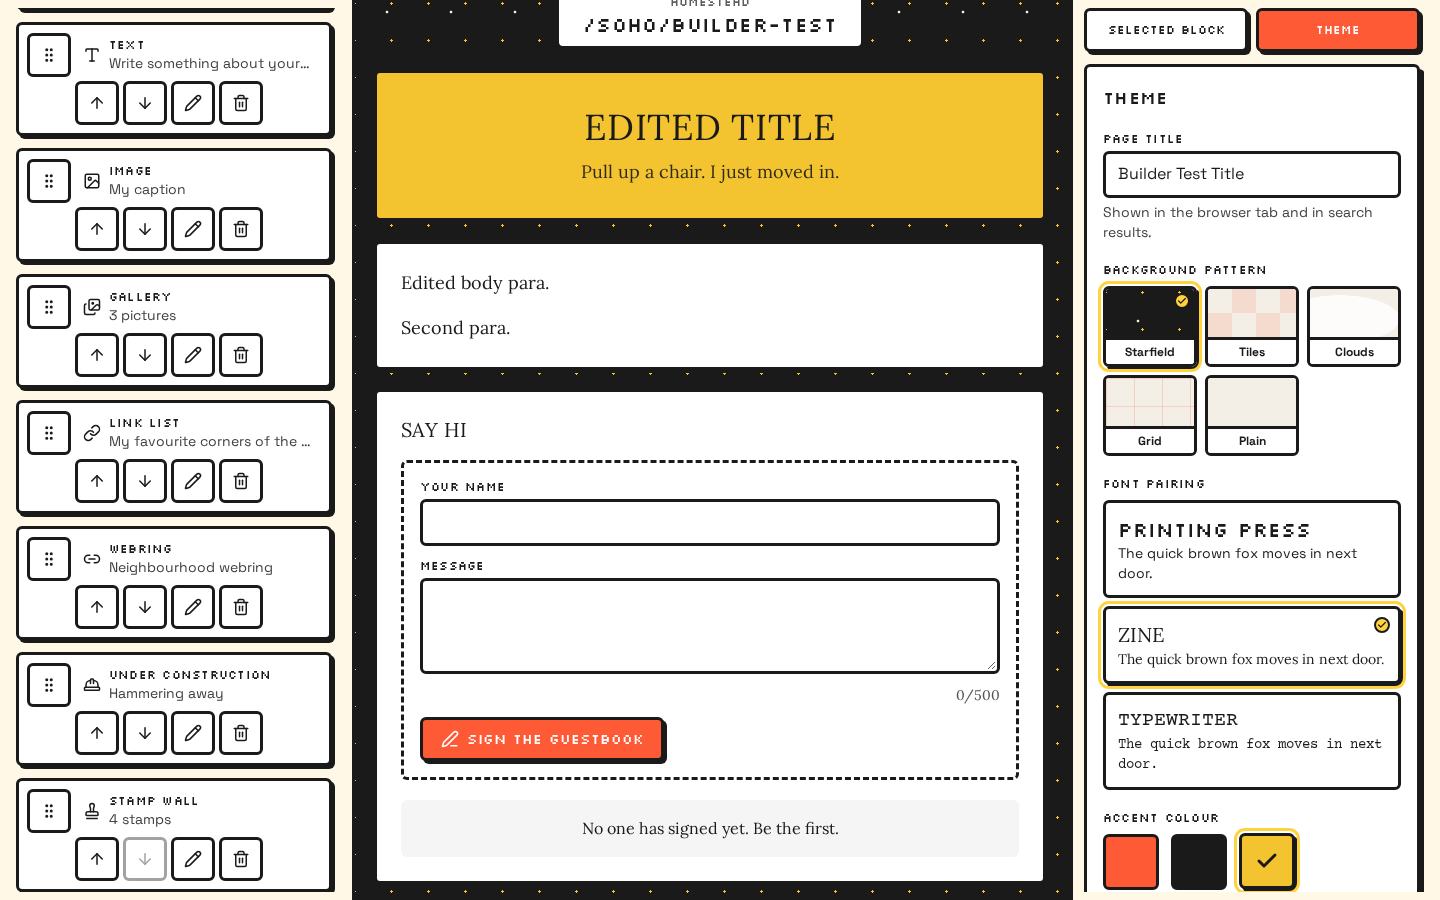 TEXT
Write something about your...
IMAGE
My caption
GALLERY
3 pictures
LINK LIST
My favourite corners of the ...
WEBRING
Neighbourhood webring
UNDER CONSTRUCTION
Hammering away
STAMP WALL
4 stamps
HOMESTEAD
/SOHO/BUILDER-TEST
EDITED TITLE
Pull up a chair. I just moved in.
Edited body para.
Second para.
SAY HI
YOUR NAME
MESSAGE
0/500
SIGN THE GUESTBOOK
No one has signed yet. Be the first.
SELECTED BLOCK
THEME
THEME
PAGE TITLE
Builder Test Title
Shown in the browser tab and in search
results.
BACKGROUND PATTERN
Starfield
Tiles
Clouds
Grid
Plain
FONT PAIRING
PRINTING PRESS
The quick brown fox moves in next
door.
ZINE
The quick brown fox moves in next door.
TYPEWRITER
The quick brown fox moves in next
door.
ACCENT COLOUR